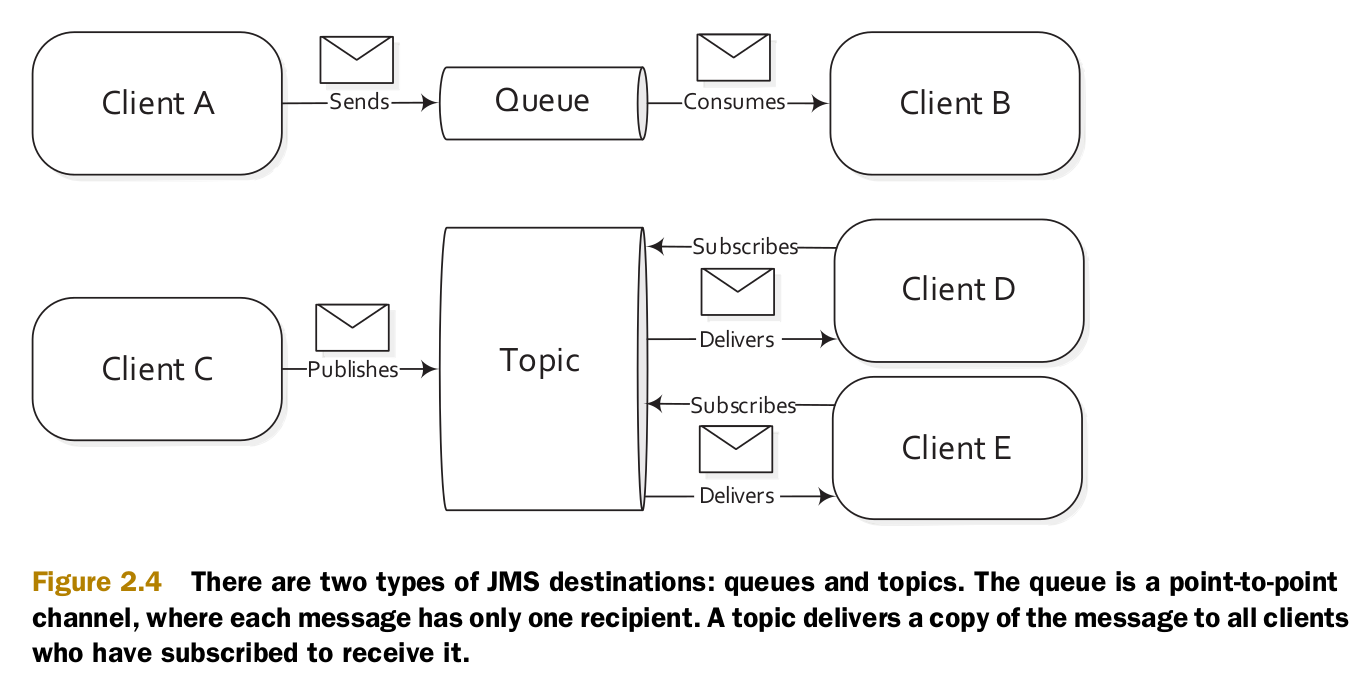 Client A
Sends
Queue
Consumes
Client B
Client C
Publishes
Topic
Subscribes
Delivers
Client D
Subscribes
Delivers
Client E
Figure 2.4 There are two types of JMS destinations: queues and topics. The queue is a point-to-point
channel, where each message has only one recipient. A topic delivers a copy of the message to all clients
who have subscribed to receive it.